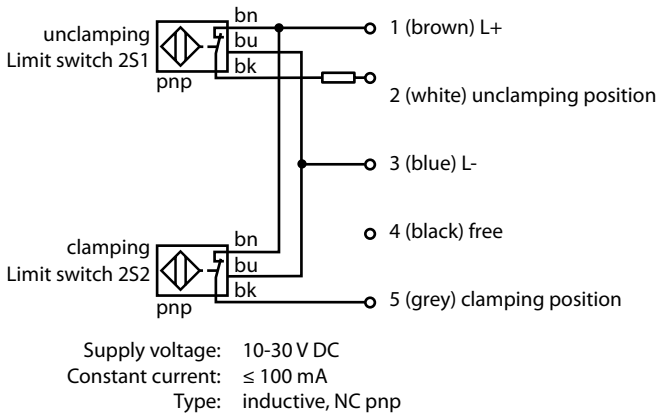 bn
unclamping
Limit switch 2S1
bu
bk
pnp
1 (brown) L+
2 (white) unclamping position
3 (blue) L-
4 (black) free
bn
clamping
Limit switch 2S2
bu
bk
pnp
5 (grey) clamping position
Supply voltage: 10-30 V DC
Constant current: ≤ 100 mA
Type: inductive, NC pnp